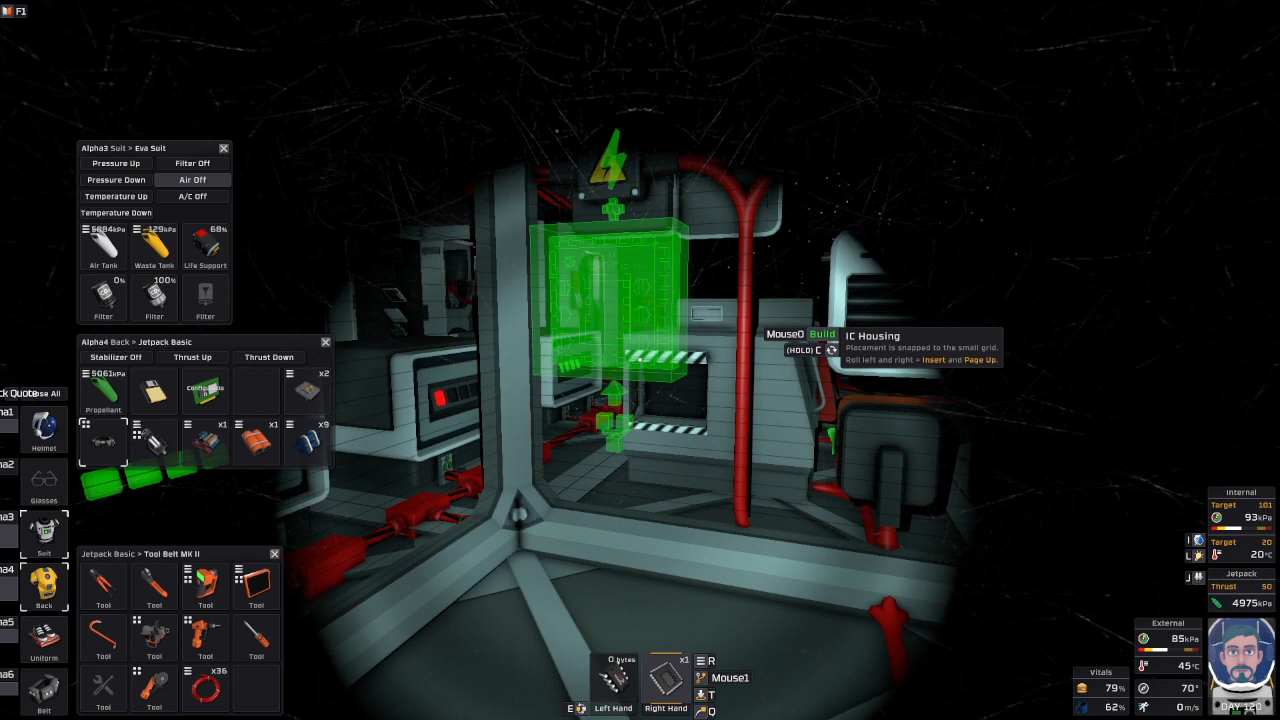 F1
Alpha3 Suit > Eva Suit
Pressure Up
Filter Off
Pressure Down
Air Off
Temperature Up
A/C Off
Temperature Down
5884kPa
-129kPa
68%
Air Tank
Waste Tank
Life Support
0%
100%
Filter
Filter
Filter
Alpha4 Back > Jetpack Basic
Stabilizer Off
Thrust Up
Thrust Down
5061kPa
x2
Propellant
x1
x1
x9
Helmet
Glasses
Suit
Back
Uniform
Belt
Jetpack Basic > Tool Belt MK II
Tool
Tool
Tool
Tool
Tool
Tool
Tool
Tool
Tool
Tool
x36
Tool
Mouse0 Build
(HOLD) C
IC Housing
Placement is snapped to the small grid.
Roll left and right = Insert and Page Up.
0 bytes
x1
R
Mouse1
T
Q
E
Left Hand
Right Hand
Internal
Target 101
93kPa
Target 20
20°C
Jetpack
Thrust 50
4975kPa
I
L
J
External
85kPa
45°C
70°
0m/s
Vitals
79%
62%
DAY 120